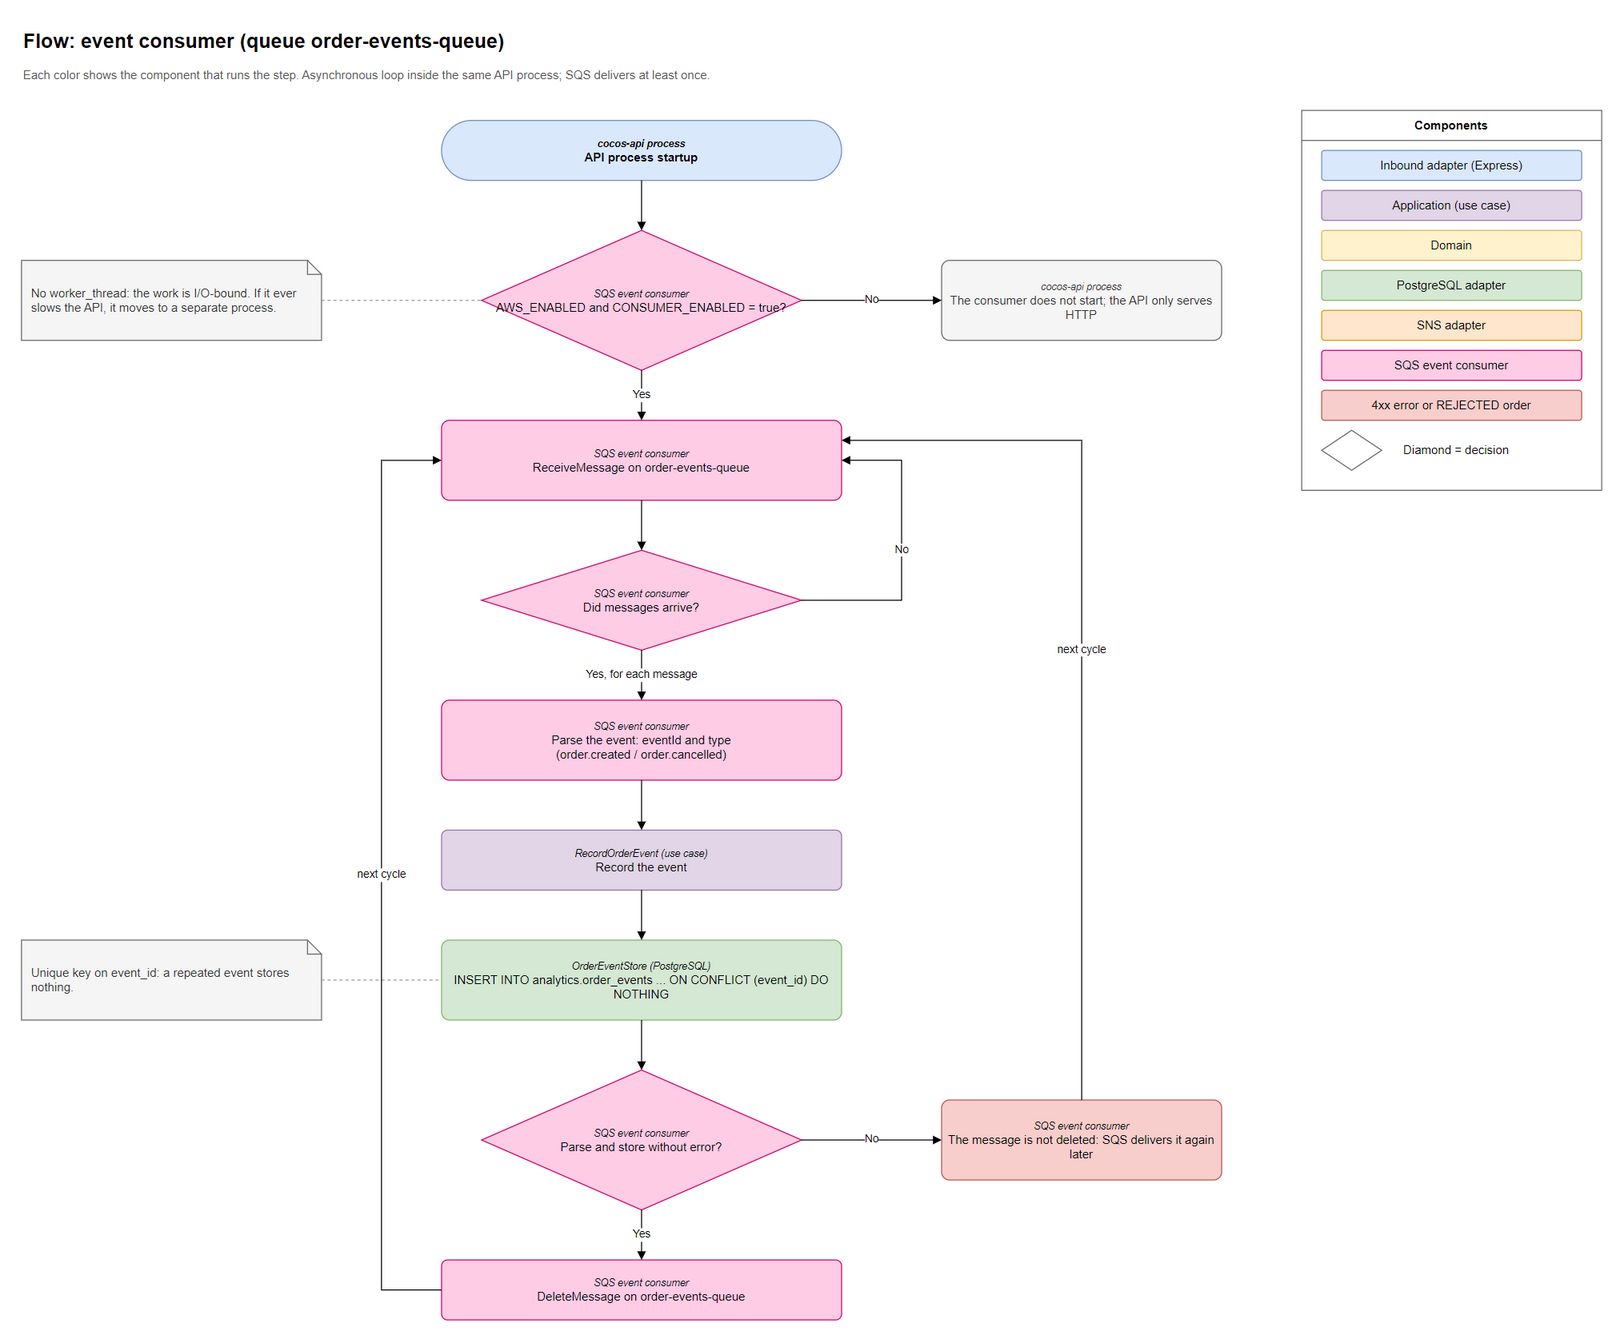 Flow: event consumer (queue order-events-queue)
Each color shows the component that runs the step. Asynchronous loop inside the same API process; SQS delivers at least once.
cocos-api process
API process startup
Components
Inbound adapter (Express)
Application (use case)
Domain
PostgreSQL adapter
SNS adapter
SQS event consumer
4xx error or REJECTED order
Diamond = decision
No worker_thread: the work is I/O-bound. If it ever
slows the API, it moves to a separate process.
SQS event consumer
AWS_ENABLED and CONSUMER_ENABLED = true?
No
cocos-api process
The consumer does not start; the API only serves
HTTP
Yes
SQS event consumer
ReceiveMessage on order-events-queue
No
SQS event consumer
Did messages arrive?
next cycle
Yes, for each message
SQS event consumer
Parse the event: eventId and type
(order.created / order.cancelled)
RecordOrderEvent (use case)
Record the event
next cycle
Unique key on event_id: a repeated event stores
nothing.
OrderEventStore (PostgreSQL)
INSERT INTO analytics.order_events ... ON CONFLICT (event_id) DO
NOTHING
SQS event consumer
Parse and store without error?
No
SQS event consumer
The message is not deleted: SQS delivers it again
later
Yes
SQS event consumer
DeleteMessage on order-events-queue